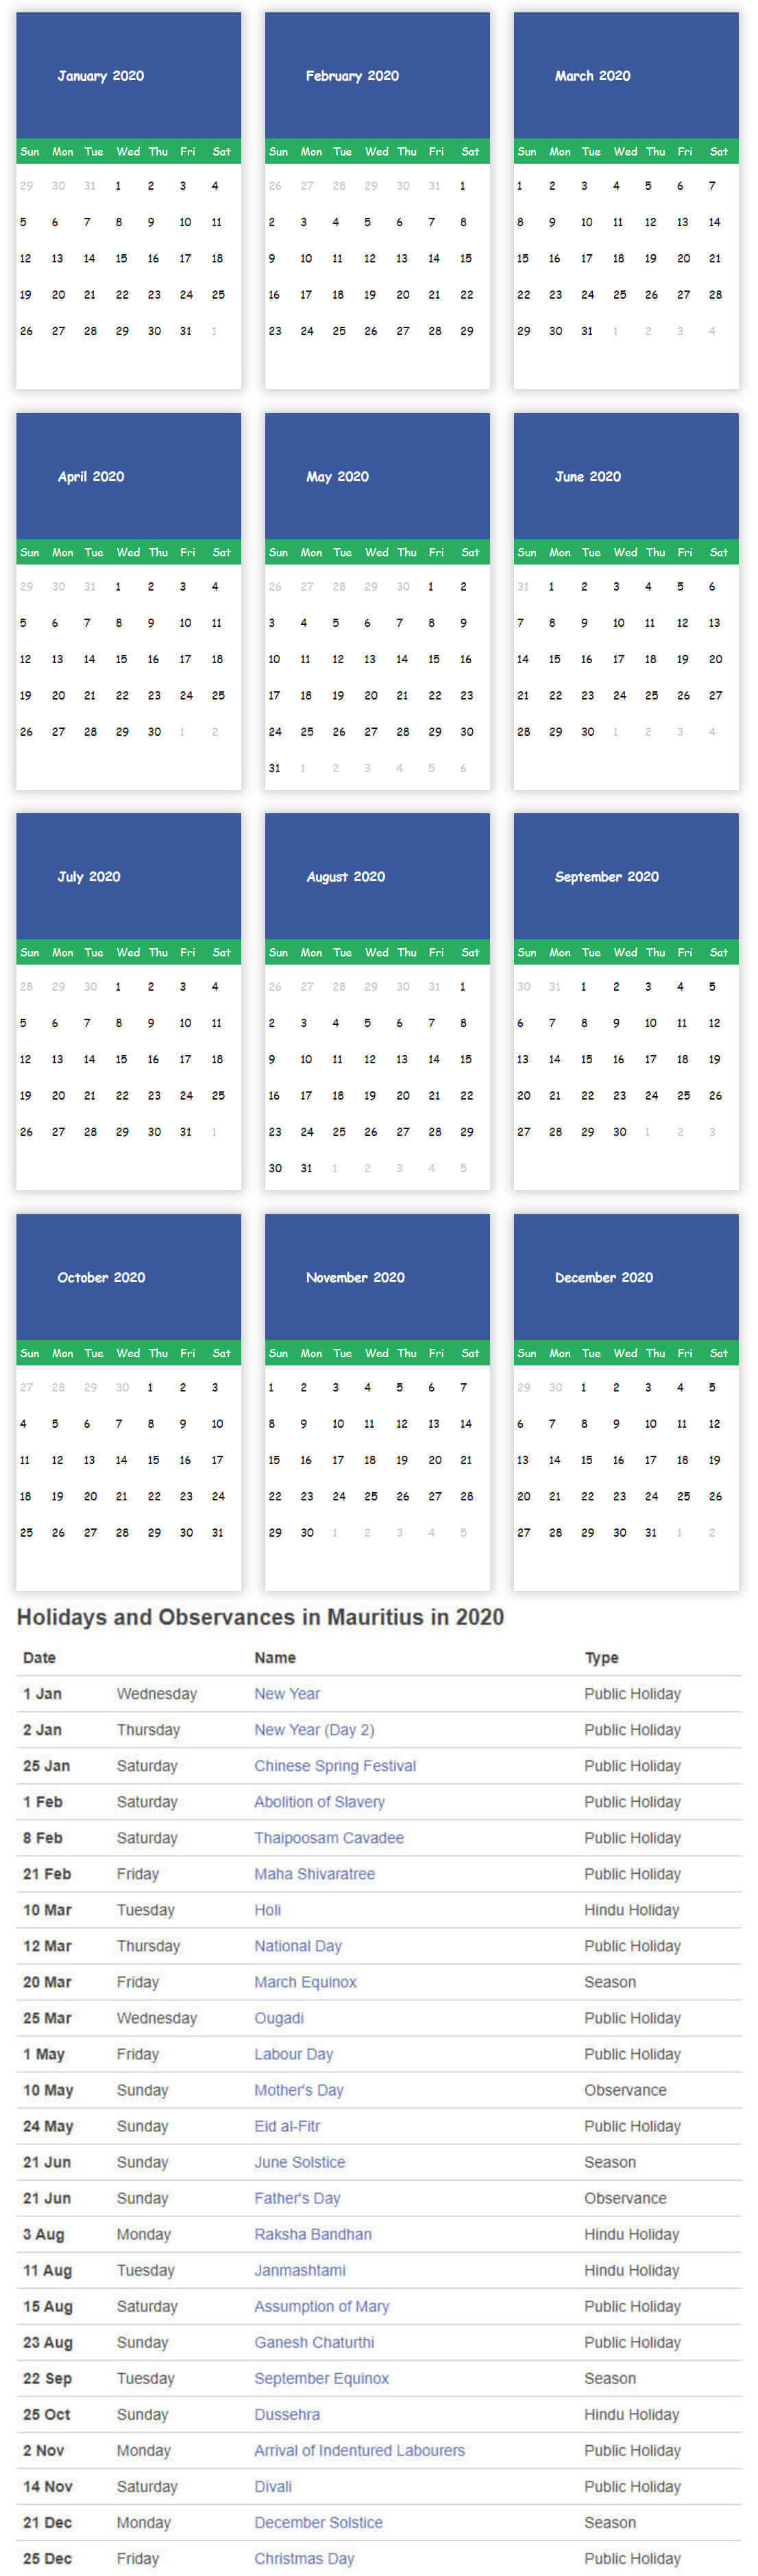 January 2020
Sun Mon Tue Wed Thu Fri Sat
29 30 31 1 2 3 4
5 6 7 8 9 10 11
12 13 14 15 16 17 18
19 20 21 22 23 24 25
26 27 28 29 30 31 1
February 2020
Sun Mon Tue Wed Thu Fri Sat
26 27 28 29 30 31 1
2 3 4 5 6 7 8
9 10 11 12 13 14 15
16 17 18 19 20 21 22
23 24 25 26 27 28 29
March 2020
Sun Mon Tue Wed Thu Fri Sat
1 2 3 4 5 6 7
8 9 10 11 12 13 14
15 16 17 18 19 20 21
22 23 24 25 26 27 28
29 30 31 1 2 3 4
April 2020
Sun Mon Tue Wed Thu Fri Sat
29 30 31 1 2 3 4
5 6 7 8 9 10 11
12 13 14 15 16 17 18
19 20 21 22 23 24 25
26 27 28 29 30 1 2
May 2020
Sun Mon Tue Wed Thu Fri Sat
26 27 28 29 30 1 2
3 4 5 6 7 8 9
10 11 12 13 14 15 16
17 18 19 20 21 22 23
24 25 26 27 28 29 30
31 1 2 3 4 5 6
June 2020
Sun Mon Tue Wed Thu Fri Sat
31 1 2 3 4 5 6
7 8 9 10 11 12 13
14 15 16 17 18 19 20
21 22 23 24 25 26 27
28 29 30 1 2 3 4
July 2020
Sun Mon Tue Wed Thu Fri Sat
28 29 30 1 2 3 4
5 6 7 8 9 10 11
12 13 14 15 16 17 18
19 20 21 22 23 24 25
26 27 28 29 30 31 1
August 2020
Sun Mon Tue Wed Thu Fri Sat
26 27 28 29 30 31 1
2 3 4 5 6 7 8
9 10 11 12 13 14 15
16 17 18 19 20 21 22
23 24 25 26 27 28 29
30 31 1 2 3 4 5
September 2020
Sun Mon Tue Wed Thu Fri Sat
30 31 1 2 3 4 5
6 7 8 9 10 11 12
13 14 15 16 17 18 19
20 21 22 23 24 25 26
27 28 29 30 1 2 3
October 2020
Sun Mon Tue Wed Thu Fri Sat
27 28 29 30 1 2 3
4 5 6 7 8 9 10
11 12 13 14 15 16 17
18 19 20 21 22 23 24
25 26 27 28 29 30 31
November 2020
Sun Mon Tue Wed Thu Fri Sat
1 2 3 4 5 6 7
8 9 10 11 12 13 14
15 16 17 18 19 20 21
22 23 24 25 26 27 28
29 30 1 2 3 4 5
December 2020
Sun Mon Tue Wed Thu Fri Sat
29 30 1 2 3 4 5
6 7 8 9 10 11 12
13 14 15 16 17 18 19
20 21 22 23 24 25 26
27 28 29 30 31 1 2
Holidays and Observances in Mauritius in 2020
Date Name Type
1 Jan Wednesday New Year Public Holiday
2 Jan Thursday New Year (Day 2) Public Holiday
25 Jan Saturday Chinese Spring Festival Public Holiday
1 Feb Saturday Abolition of Slavery Public Holiday
8 Feb Saturday Thaipoosam Cavadee Public Holiday
21 Feb Friday Maha Shivaratree Public Holiday
10 Mar Tuesday Holi Hindu Holiday
12 Mar Thursday National Day Public Holiday
20 Mar Friday March Equinox Season
25 Mar Wednesday Ougadi Public Holiday
1 May Friday Labour Day Public Holiday
10 May Sunday Mother's Day Observance
24 May Sunday Eid al-Fitr Public Holiday
21 Jun Sunday June Solstice Season
21 Jun Sunday Father's Day Observance
3 Aug Monday Raksha Bandhan Hindu Holiday
11 Aug Tuesday Janmashtami Hindu Holiday
15 Aug Saturday Assumption of Mary Public Holiday
23 Aug Sunday Ganesh Chaturthi Public Holiday
22 Sep Tuesday September Equinox Season
25 Oct Sunday Dussehra Hindu Holiday
2 Nov Monday Arrival of Indentured Labourers Public Holiday
14 Nov Saturday Divali Public Holiday
21 Dec Monday December Solstice Season
25 Dec Friday Christmas Day Public Holiday